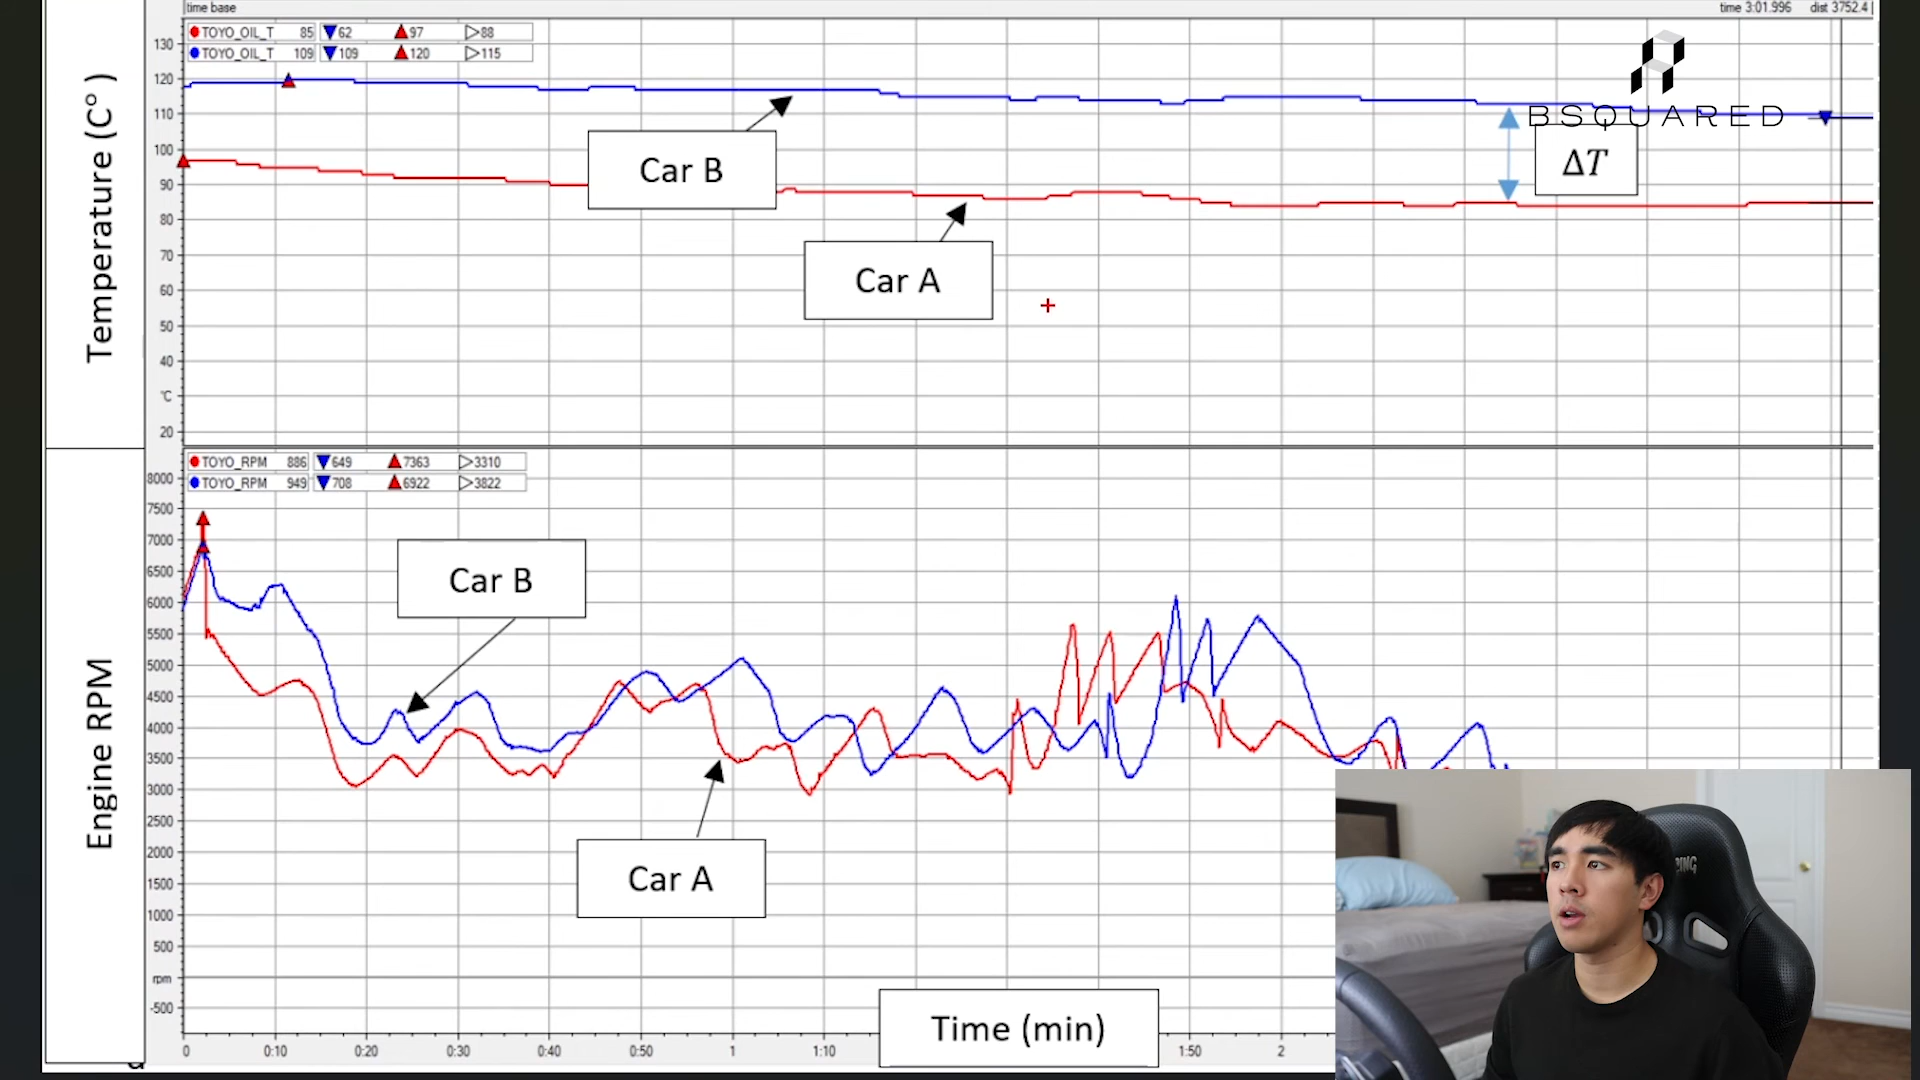 time base
time 3:01.996 dist 3752.4
TOYO_OIL_T 85 62 97 88
TOYO_OIL_T 109 109 120 115
Temperature (C° )
130
120
110
100
90
80
70
60
50
40
°C
20
BSQUARED
Car B
ΔT
Car A
TOYO_RPM 886 649 7363 3310
TOYO_RPM 949 708 6922 3822
Engine RPM
8000
7500
7000
6500
6000
5500
5000
4500
4000
3500
3000
2500
2000
1500
1000
500
rpm
-500
Car B
Car A
Time (min)
0 0:10 0:20 0:30 0:40 0:50 1 1:10 1:50 2